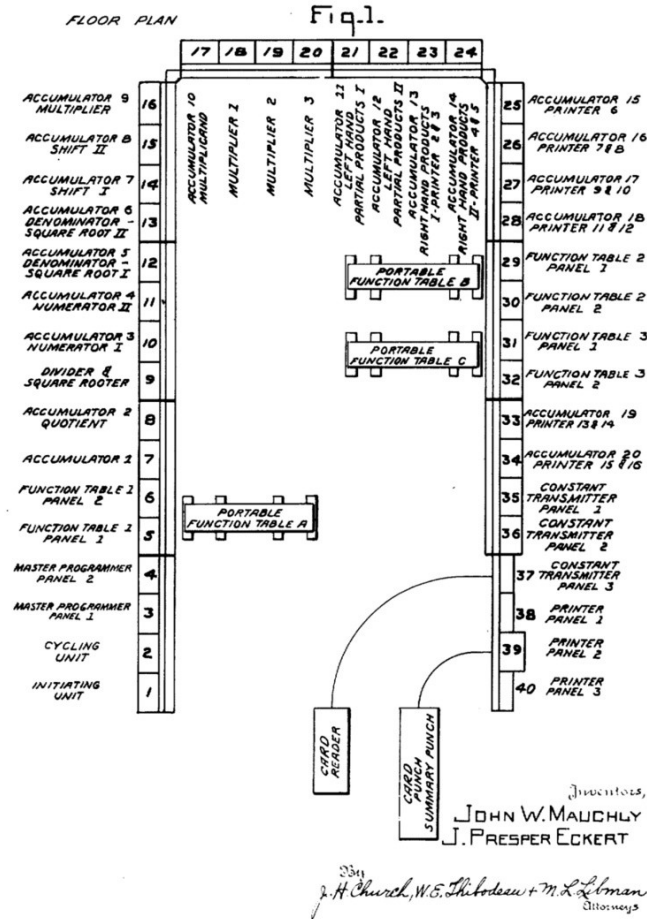 FLOOR PLAN
Fig.1.
17 18 19 20 21 22 23 24
ACCUMULATOR 10
MULTIPLICAND
MULTIPLIER 1
MULTIPLIER 2
MULTIPLIER 3
ACCUMULATOR 11
LEFT HAND
PARTIAL PRODUCTS I
ACCUMULATOR 12
LEFT HAND
PARTIAL PRODUCTS II
ACCUMULATOR 13
RIGHT HAND PRODUCTS
I-PRINTER 2 & 3
ACCUMULATOR 14
RIGHT HAND PRODUCTS
II-PRINTER 4 & 5
ACCUMULATOR 9
MULTIPLIER
16
ACCUMULATOR 8
SHIFT II
15
ACCUMULATOR 7
SHIFT I
14
ACCUMULATOR 6
DENOMINATOR -
SQUARE ROOT II
13
ACCUMULATOR 5
DENOMINATOR -
SQUARE ROOT I
12
ACCUMULATOR 4
NUMERATOR II
11
ACCUMULATOR 3
NUMERATOR I
10
DIVIDER &
SQUARE ROOTER
9
ACCUMULATOR 2
QUOTIENT
8
ACCUMULATOR 1
7
FUNCTION TABLE 1
PANEL 2
6
FUNCTION TABLE 1
PANEL 1
5
MASTER PROGRAMMER
PANEL 2
4
MASTER PROGRAMMER
PANEL 1
3
CYCLING
UNIT
2
INITIATING
UNIT
1
PORTABLE
FUNCTION TABLE B
PORTABLE
FUNCTION TABLE C
PORTABLE
FUNCTION TABLE A
25
ACCUMULATOR 15
PRINTER 6
26
ACCUMULATOR 16
PRINTER 7 & 8
27
ACCUMULATOR 17
PRINTER 9 & 10
28
ACCUMULATOR 18
PRINTER 11 & 12
29
FUNCTION TABLE 2
PANEL 1
30
FUNCTION TABLE 2
PANEL 2
31
FUNCTION TABLE 3
PANEL 1
32
FUNCTION TABLE 3
PANEL 2
33
ACCUMULATOR 19
PRINTER 13 & 14
34
ACCUMULATOR 20
PRINTER 15 & 16
35
CONSTANT
TRANSMITTER
PANEL 1
36
CONSTANT
TRANSMITTER
PANEL 2
37
CONSTANT
TRANSMITTER
PANEL 3
38
PRINTER
PANEL 1
39
PRINTER
PANEL 2
40
PRINTER
PANEL 3
CARD
READER
CARD
PUNCH
SUMMARY PUNCH
Inventors,
JOHN W. MAUCHLY
J. PRESPER ECKERT
By
J. H. Church, W. E. Thibodeau + M. L. Libman
Attorneys